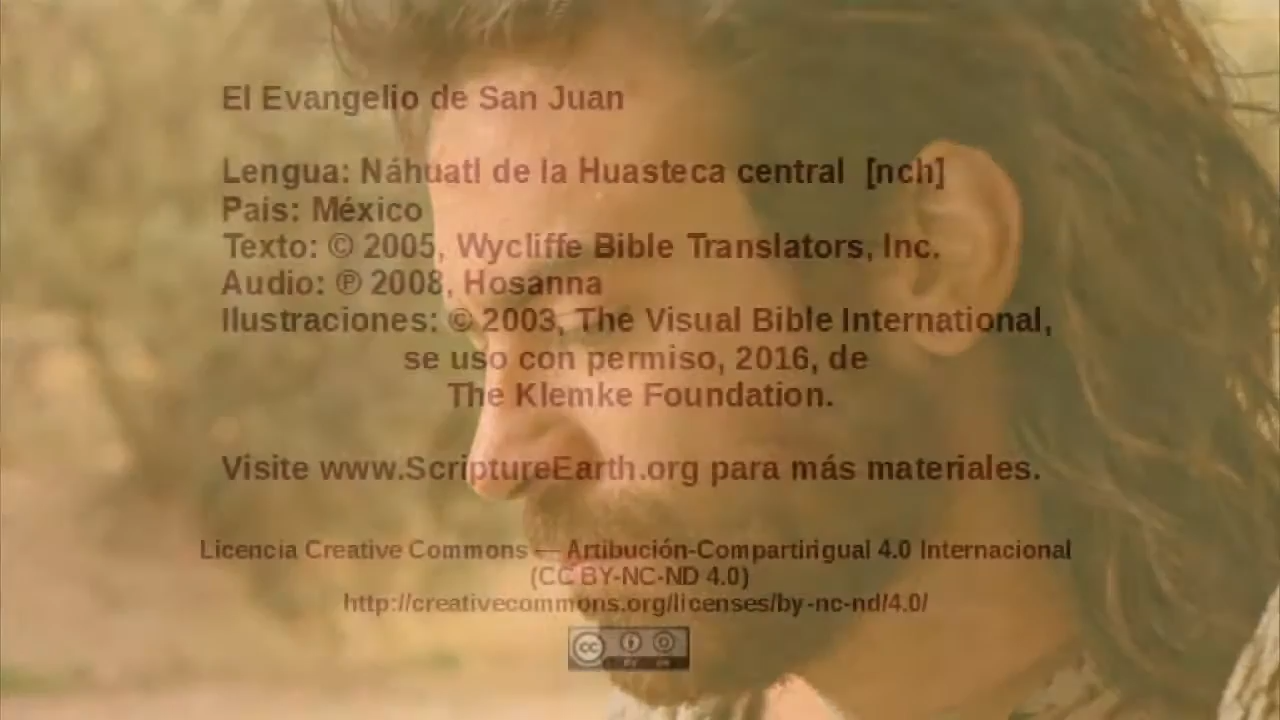 El Evangelio de San Juan
Lengua: Náhuatl de la Huasteca central [nch]
Pais: México
Texto: © 2005, Wycliffe Bible Translators, Inc.
Audio: ℗ 2008, Hosanna
Ilustraciones: © 2003, The Visual Bible International,
se uso con permiso, 2016, de
The Klemke Foundation.
Visite www.ScriptureEarth.org para más materiales.
Licencia Creative Commons — Artibución-Compartirigual 4.0 Internacional
(CC BY-NC-ND 4.0)
http://creativecommons.org/licenses/by-nc-nd/4.0/
cc